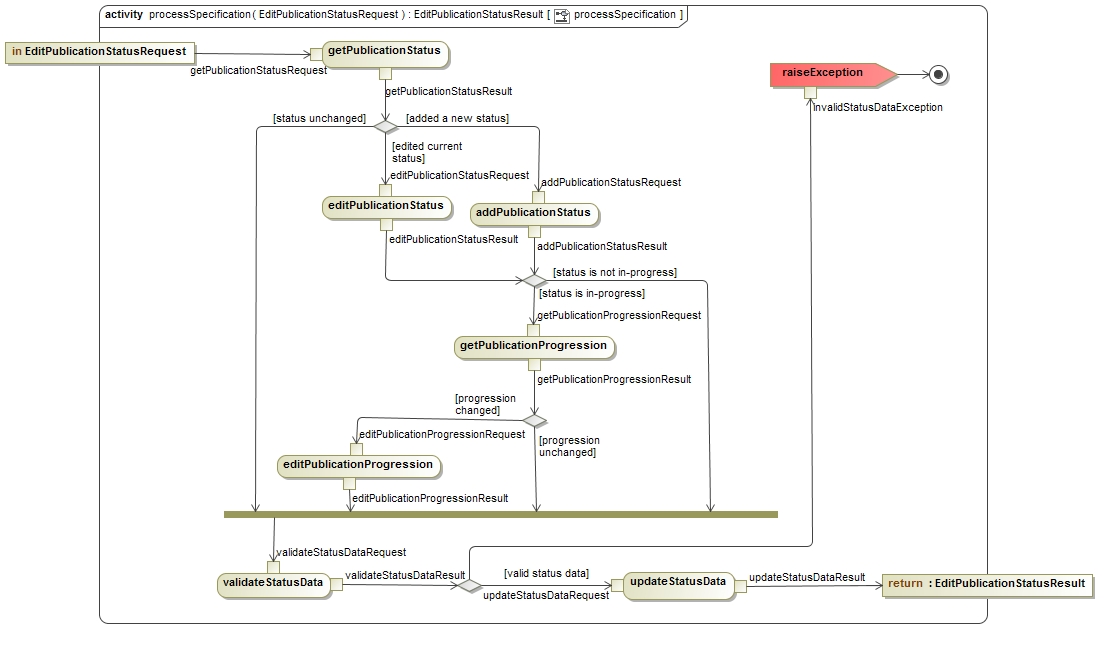 activity processSpecification( EditPublicationStatusRequest ) : EditPublicationStatusResult [ processSpecification ]
in EditPublicationStatusRequest
getPublicationStatus
getPublicationStatusRequest
raiseException
getPublicationStatusResult
invalidStatusDataException
[status unchanged]
[added a new status]
[edited current
status]
editPublicationStatusRequest
addPublicationStatusRequest
editPublicationStatus
addPublicationStatus
editPublicationStatusResult
addPublicationStatusResult
[status is not in-progress]
[status is in-progress]
getPublicationProgressionRequest
getPublicationProgression
getPublicationProgressionResult
[progression
changed]
editPublicationProgressionRequest
[progression
unchanged]
editPublicationProgression
editPublicationProgressionResult
validateStatusDataRequest
validateStatusData
validateStatusDataResult
[valid status data]
updateStatusDataRequest
updateStatusData
updateStatusDataResult
return : EditPublicationStatusResult